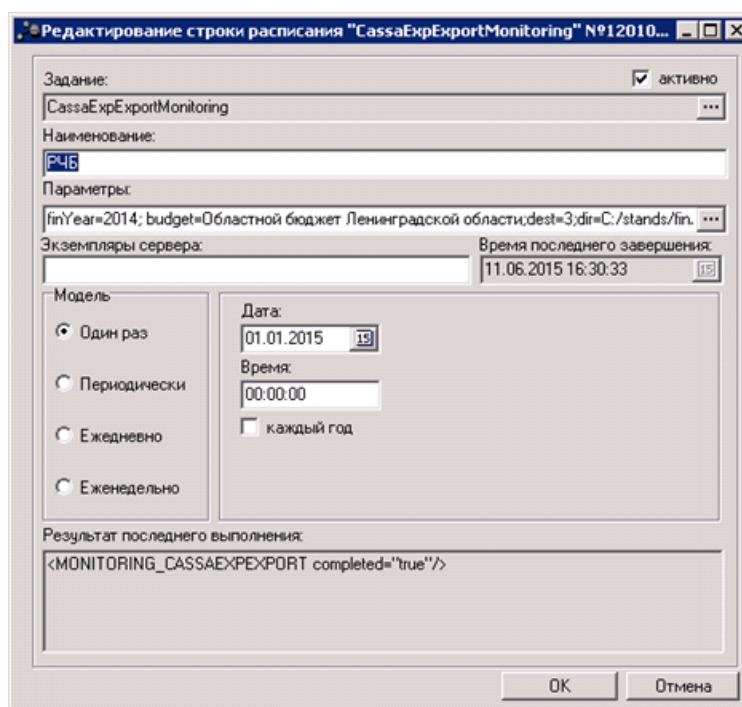 Редактирование строки расписания "CassaExpExportMonitoring" №12010...
Задание:
активно
CassaExpExportMonitoring
...
Наименование:
РЧБ
Параметры:
finYear=2014; budget=Областной бюджет Ленинградской области;dest=3;dir=C:/stands/fin.
...
Экземпляры сервера:
Время последнего завершения:
11.06.2015 16:30:33
15
Модель
Один раз
Периодически
Ежедневно
Еженедельно
Дата:
01.01.2015
15
Время:
00:00:00
каждый год
Результат последнего выполнения:
<MONITORING_CASSAEXPEXPORT completed="true"/>
OK
Отмена